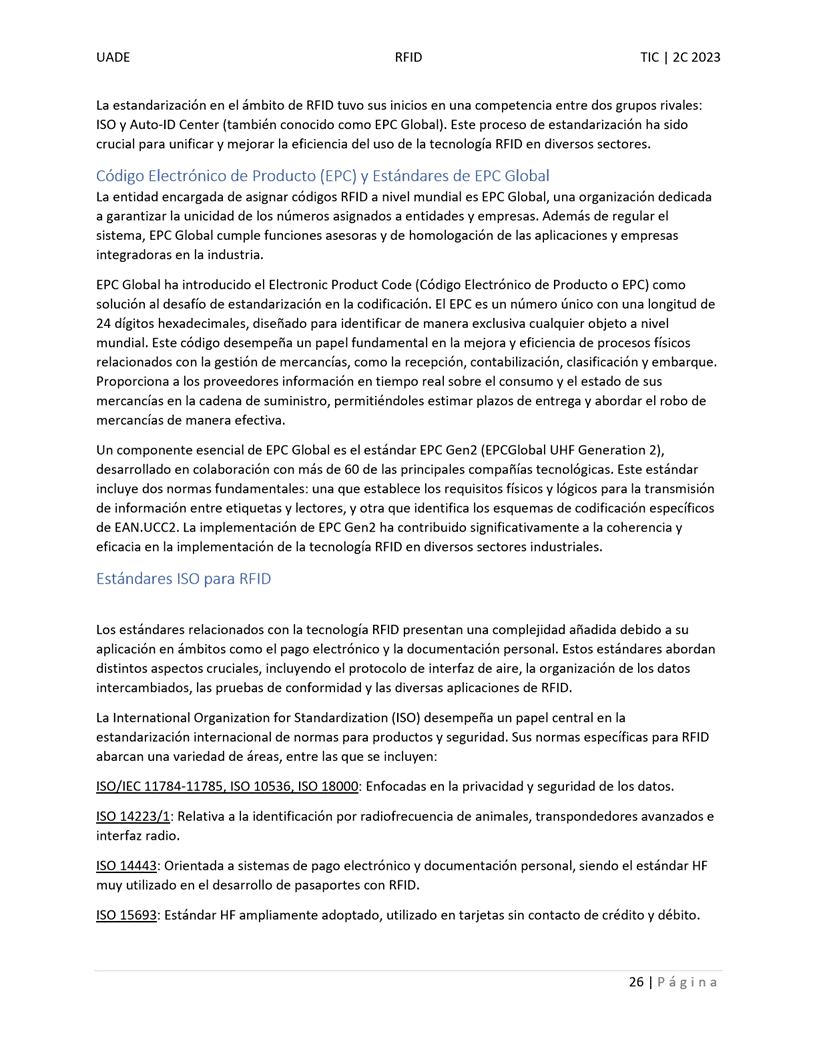 UADE RFID TIC | 2C 2023
La estandarización en el ámbito de RFID tuvo sus inicios en una competencia entre dos grupos rivales:
ISO y Auto-ID Center (también conocido como EPC Global). Este proceso de estandarización ha sido
crucial para unificar y mejorar la eficiencia del uso de la tecnología RFID en diversos sectores.
Código Electrónico de Producto (EPC) y Estándares de EPC Global
La entidad encargada de asignar códigos RFID a nivel mundial es EPC Global, una organización dedicada
a garantizar la unicidad de los números asignados a entidades y empresas. Además de regular el
sistema, EPC Global cumple funciones asesoras y de homologación de las aplicaciones y empresas
integradoras en la industria.
EPC Global ha introducido el Electronic Product Code (Código Electrónico de Producto o EPC) como
solución al desafío de estandarización en la codificación. El EPC es un número único con una longitud de
24 dígitos hexadecimales, diseñado para identificar de manera exclusiva cualquier objeto a nivel
mundial. Este código desempeña un papel fundamental en la mejora y eficiencia de procesos físicos
relacionados con la gestión de mercancías, como la recepción, contabilización, clasificación y embarque.
Proporciona a los proveedores información en tiempo real sobre el consumo y el estado de sus
mercancías en la cadena de suministro, permitiéndoles estimar plazos de entrega y abordar el robo de
mercancías de manera efectiva.
Un componente esencial de EPC Global es el estándar EPC Gen2 (EPCGlobal UHF Generation 2),
desarrollado en colaboración con más de 60 de las principales compañías tecnológicas. Este estándar
incluye dos normas fundamentales: una que establece los requisitos físicos y lógicos para la transmisión
de información entre etiquetas y lectores, y otra que identifica los esquemas de codificación específicos
de EAN.UCC2. La implementación de EPC Gen2 ha contribuido significativamente a la coherencia y
eficacia en la implementación de la tecnología RFID en diversos sectores industriales.
Estándares ISO para RFID
Los estándares relacionados con la tecnología RFID presentan una complejidad añadida debido a su
aplicación en ámbitos como el pago electrónico y la documentación personal. Estos estándares abordan
distintos aspectos cruciales, incluyendo el protocolo de interfaz de aire, la organización de los datos
intercambiados, las pruebas de conformidad y las diversas aplicaciones de RFID.
La International Organization for Standardization (ISO) desempeña un papel central en la
estandarización internacional de normas para productos y seguridad. Sus normas específicas para RFID
abarcan una variedad de áreas, entre las que se incluyen:
ISO/IEC 11784-11785, ISO 10536, ISO 18000: Enfocadas en la privacidad y seguridad de los datos.
ISO 14223/1: Relativa a la identificación por radiofrecuencia de animales, transpondedores avanzados e
interfaz radio.
ISO 14443: Orientada a sistemas de pago electrónico y documentación personal, siendo el estándar HF
muy utilizado en el desarrollo de pasaportes con RFID.
ISO 15693: Estándar HF ampliamente adoptado, utilizado en tarjetas sin contacto de crédito y débito.
26 | Página